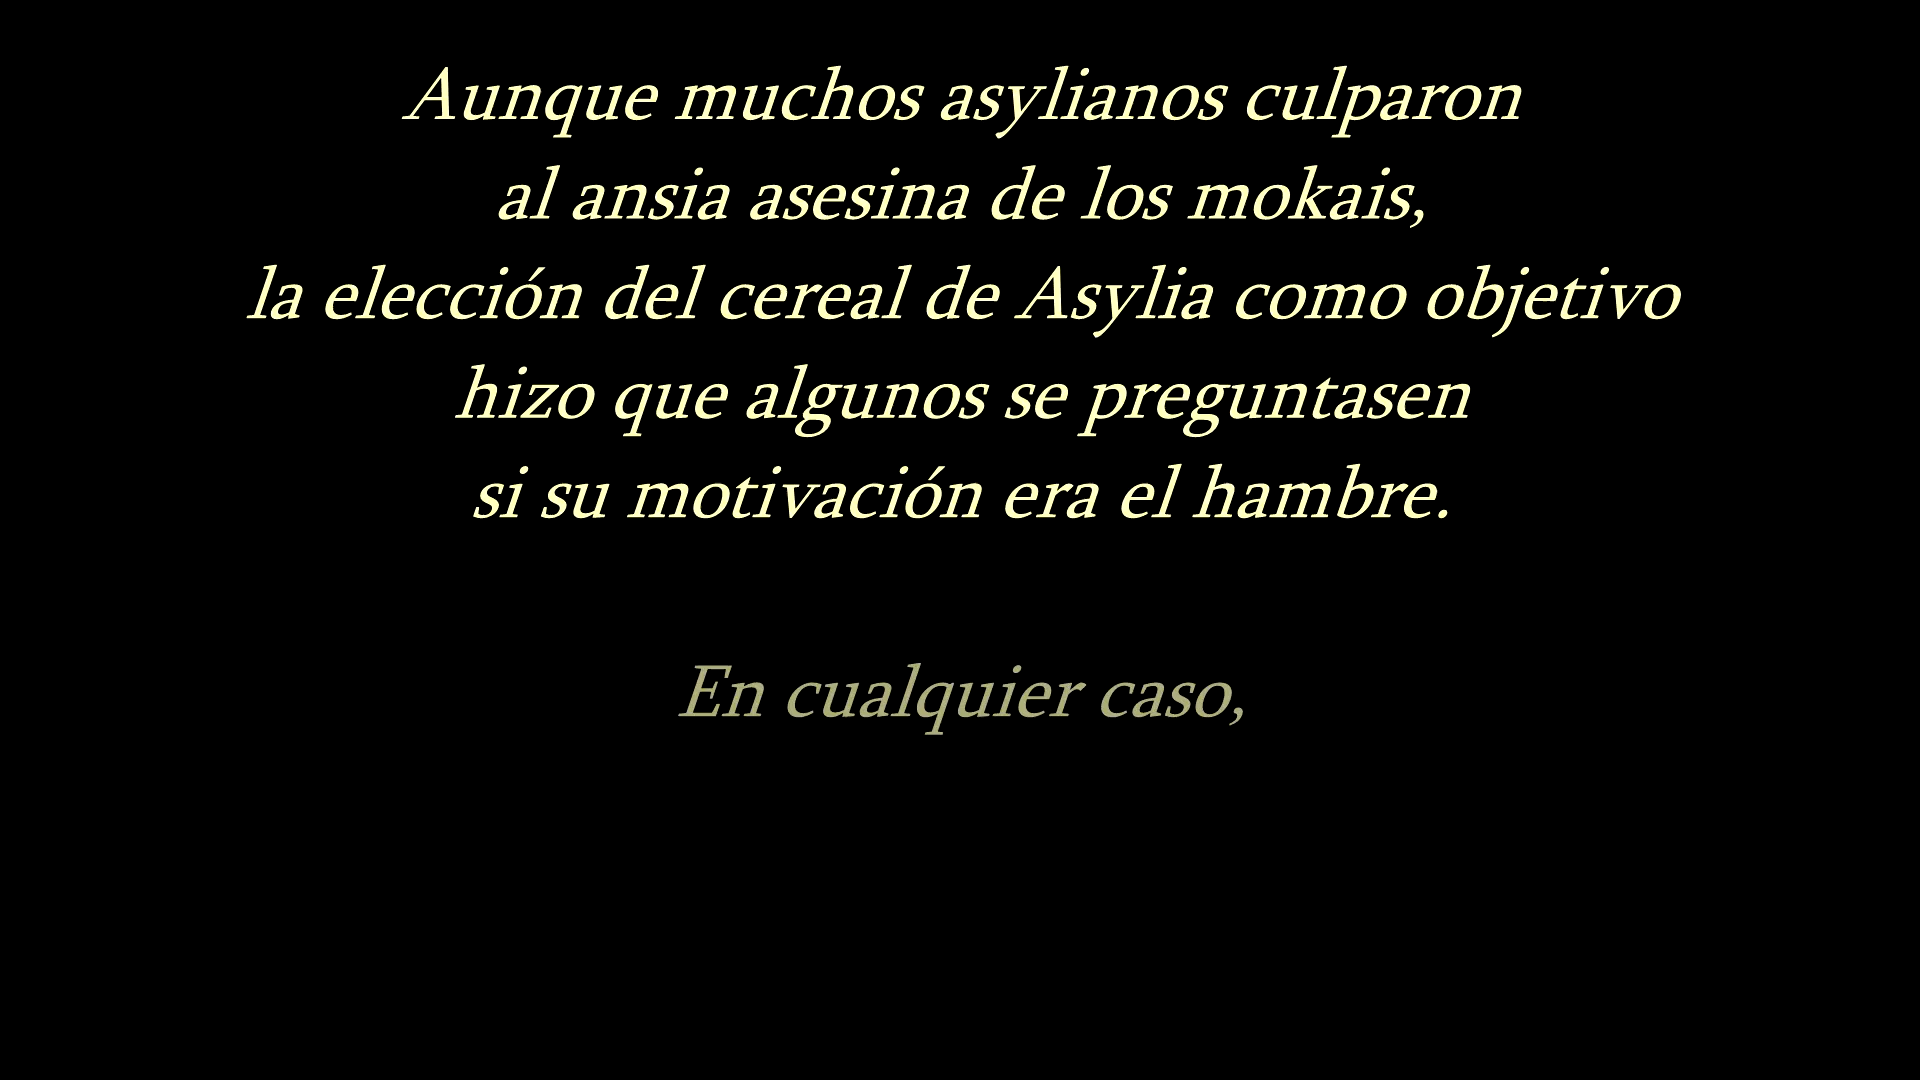 Aunque muchos asylianos culparon
al ansia asesina de los mokais,
la elección del cereal de Asylia como objetivo
hizo que algunos se preguntasen
si su motivación era el hambre.
En cualquier caso,